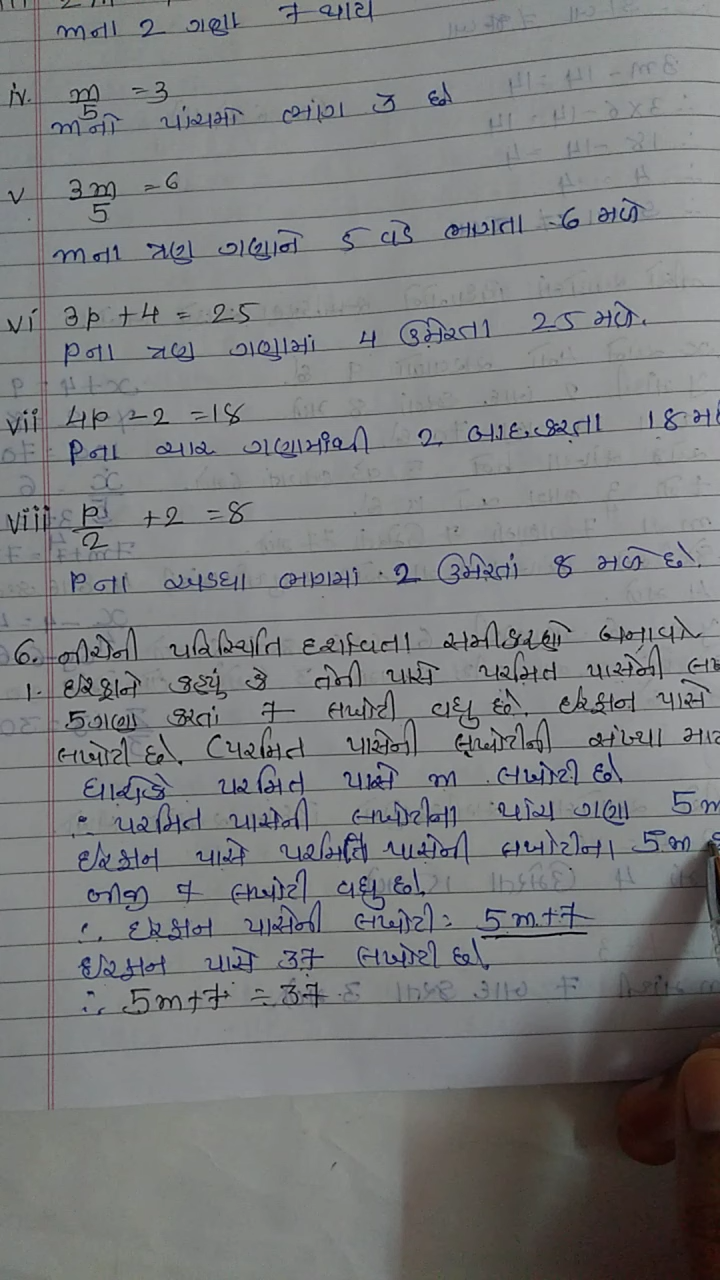 mના 2 ગણા 7 થાય
iv. m/5 = 3
mનો પાંચમો ભાગ 3 છે
v 3m/5 = 6
mના ત્રણ ગણાને 5 વડે ભાગતા 6 મળે
vi 3p + 4 = 25
pના ત્રણ ગણામાં 4 ઉમેરતા 25 મળે.
vii 4p - 2 = 18
pના ચાર ગણામાંથી 2 બાદ કરતા 18
viii p/2 + 2 = 8
pના અડધા ભાગમાં 2 ઉમેરતાં 8 મળે છે.
6. નીચેની પરિસ્થિતિ દર્શાવતા સમીકરણો બનાવો
1. ઇરફાને કહ્યું કે તેની પાસે પરમિત પાસેની
5 ગણા કરતાં 7 લખોટી વધુ છે. ઇરફાન પાસે
લખોટી છે. (પરમિત પાસેની લખોટીની સંખ્યા
ધારોકે પરમિત પાસે m લખોટી છે
∴ પરમિત પાસેની લખોટીના પાંચ ગણા 5m
ઇરફાન પાસે પરમિત પાસેની લખોટીના 5m
બીજી 7 લખોટી વધુ છે.
∴ ઇરફાન પાસેની લખોટી = 5m+7
ઇરફાન પાસે 37 લખોટી છે.
∴ 5m+7 = 37